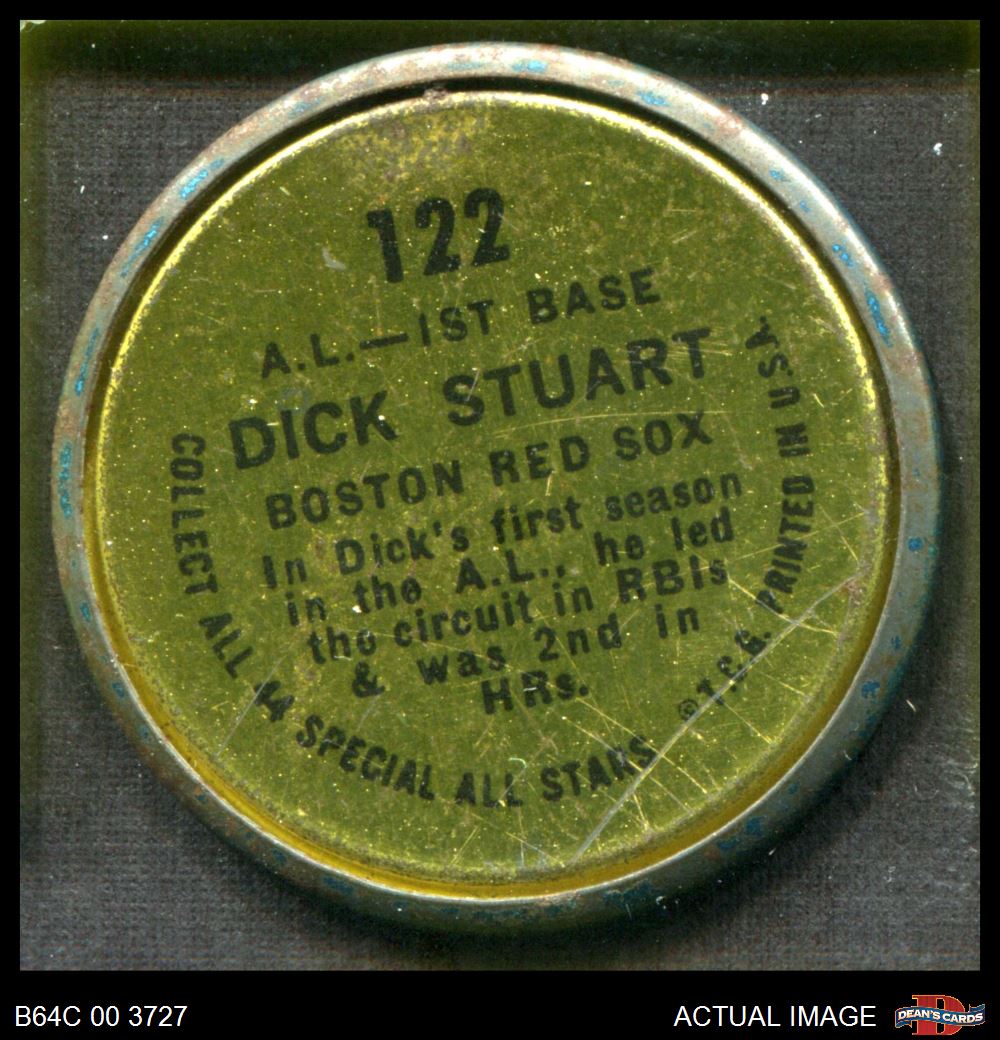 122
A.L.—1ST BASE
DICK STUART
BOSTON RED SOX
In Dick's first season
in the A.L., he led
the circuit in RBIs
& was 2nd in
HRs.
COLLECT ALL 44 SPECIAL ALL STARS
© T.C.G. PRINTED IN U.S.A.
B64C 00 3727
ACTUAL IMAGE
D
DEAN'S CARDS